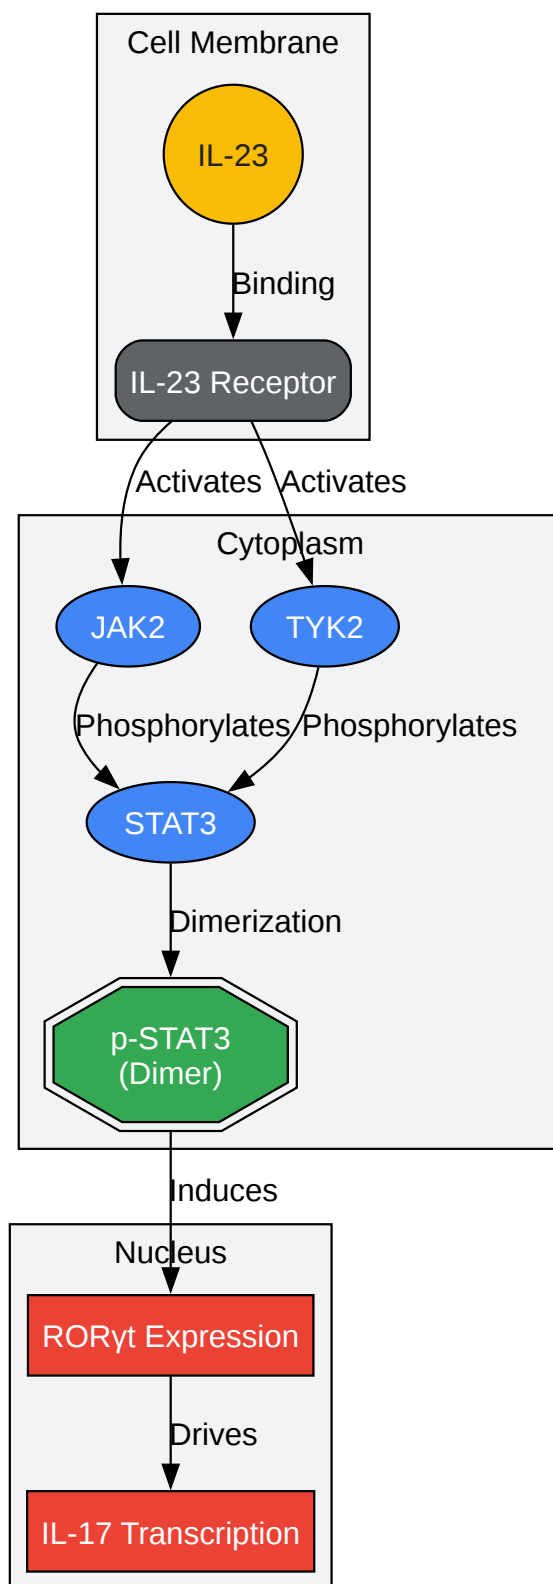 Cell Membrane
IL-23
Binding
IL-23 Receptor
Activates
Activates
Cytoplasm
JAK2
TYK2
Phosphorylates
Phosphorylates
STAT3
Dimerization
p-STAT3
(Dimer)
Induces
Nucleus
RORγt Expression
Drives
IL-17 Transcription